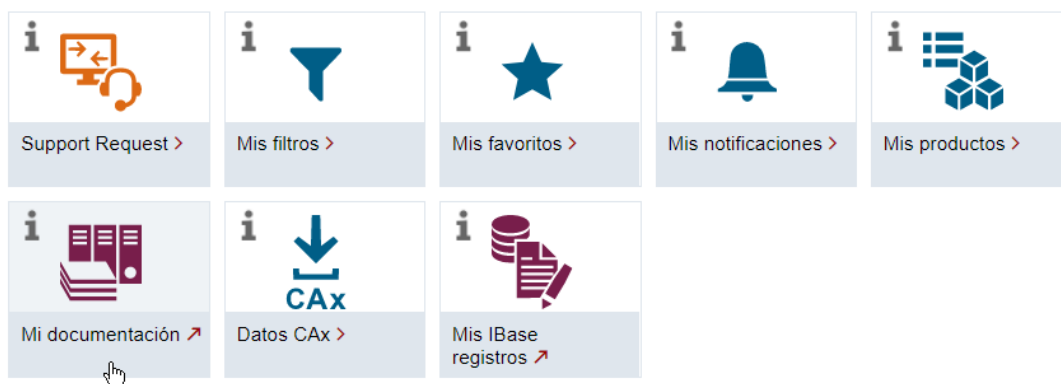 Support Request >
Mis filtros >
Mis favoritos >
Mis notificaciones >
Mis productos >
CAx
Mi documentación ↗
Datos CAx >
Mis IBase
registros ↗